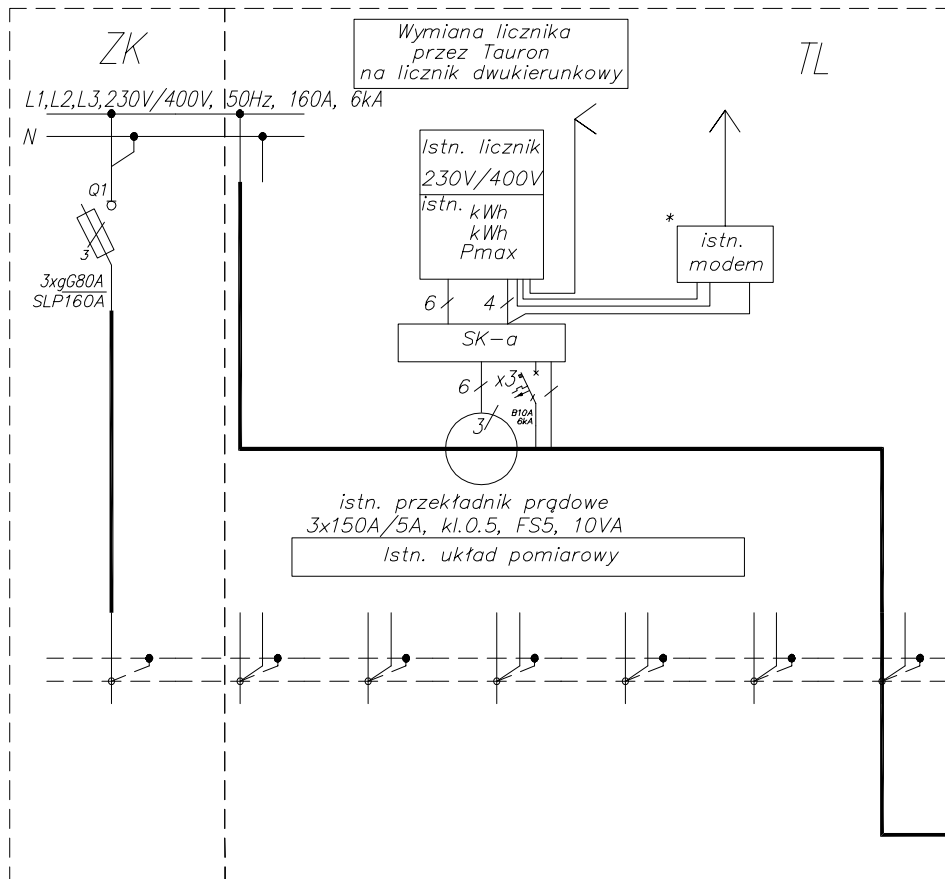 ZK
Wymiana licznika
przez Tauron
na licznik dwukierunkowy
TL
L1,L2,L3,230V/400V, 50Hz, 160A, 6kA
N
Istn. licznik
230V/400V
istn. kWh
kWh
Pmax
Q1
3
3xgG80A
SLP160A
*
istn.
modem
6
4
SK-a
6
x3
3
B10A
6kA
istn. przekładnik prądowe
3x150A/5A, kl.0.5, FS5, 10VA
Istn. układ pomiarowy